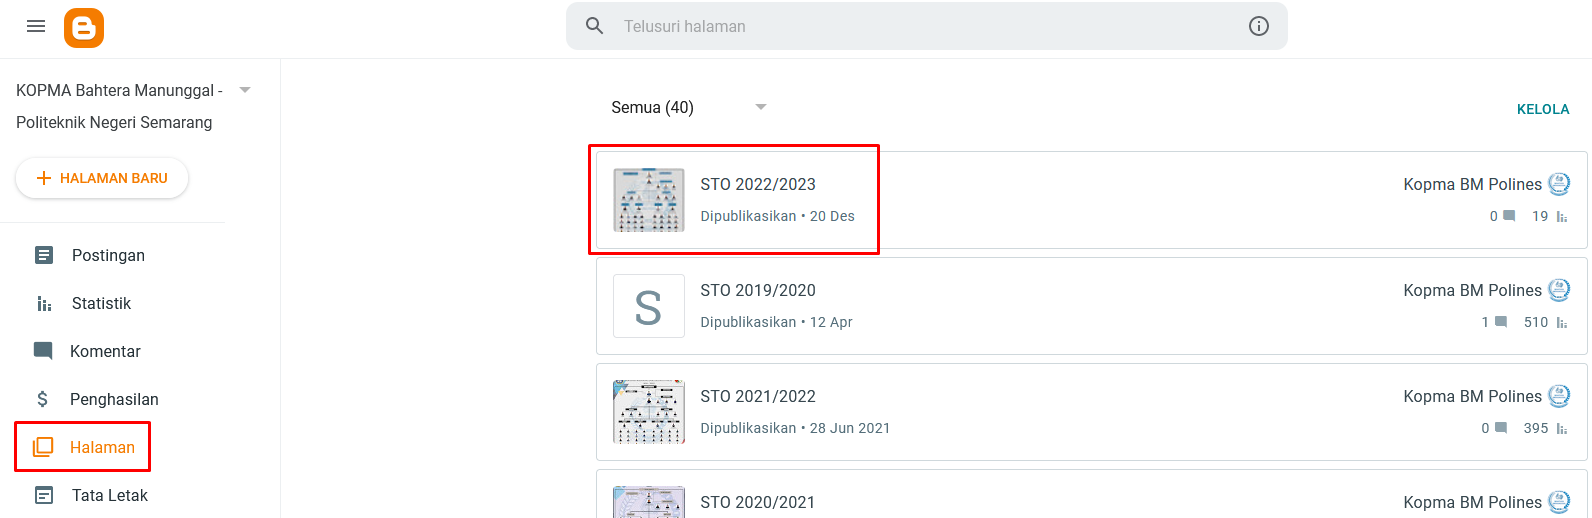 Telusuri halaman
KOPMA Bahtera Manunggal -
Politeknik Negeri Semarang
HALAMAN BARU
Postingan
Statistik
Komentar
Penghasilan
Halaman
Tata Letak
Semua (40)
KELOLA
STO 2022/2023
Kopma BM Polines
Dipublikasikan • 20 Des
0 19
S
STO 2019/2020
Kopma BM Polines
Dipublikasikan • 12 Apr
1 510
STO 2021/2022
Kopma BM Polines
Dipublikasikan • 28 Jun 2021
0 395
STO 2020/2021
Kopma BM Polines